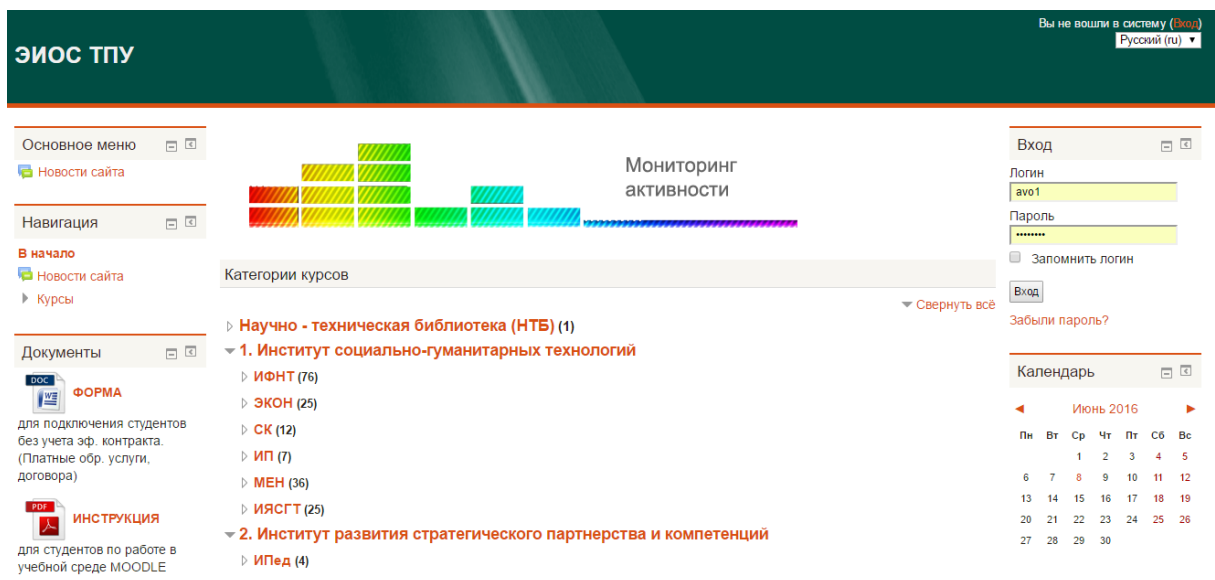 ЭИОС ТПУ
Вы не вошли в систему (Вход)
Русский (ru)
Основное меню
Новости сайта
Навигация
В начало
Новости сайта
Курсы
Документы
DOC
W
ФОРМА
для подключения студентов
без учета эф. контракта.
(Платные обр. услуги,
договора)
PDF
ИНСТРУКЦИЯ
для студентов по работе в
учебной среде MOODLE
Мониторинг
активности
Категории курсов
Свернуть всё
Научно - техническая библиотека (НТБ) (1)
1. Институт социально-гуманитарных технологий
ИФНТ (76)
ЭКОН (25)
СК (12)
ИП (7)
МЕН (36)
ИЯСГТ (25)
2. Институт развития стратегического партнерства и компетенций
ИПед (4)
Вход
Логин
avo1
Пароль
••••••••
Запомнить логин
Вход
Забыли пароль?
Календарь
Июнь 2016
Пн Вт Ср Чт Пт Сб Вс
1 2 3 4 5
6 7 8 9 10 11 12
13 14 15 16 17 18 19
20 21 22 23 24 25 26
27 28 29 30